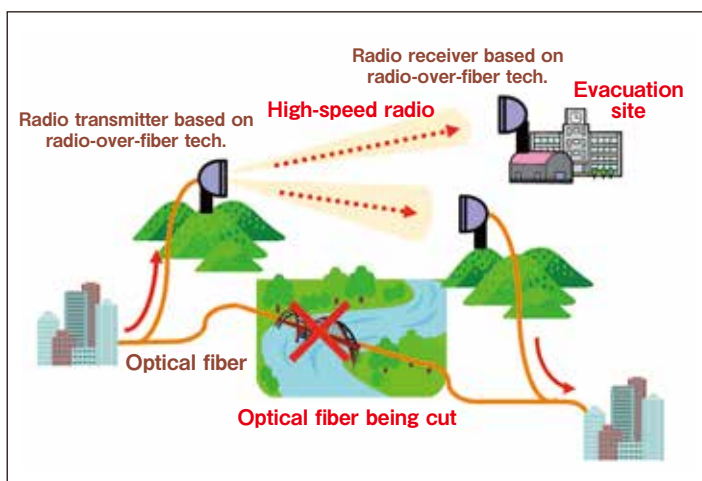 Radio receiver based on
radio-over-fiber tech.
Evacuation
site
High-speed radio
Radio transmitter based on
radio-over-fiber tech.
Optical fiber
Optical fiber being cut